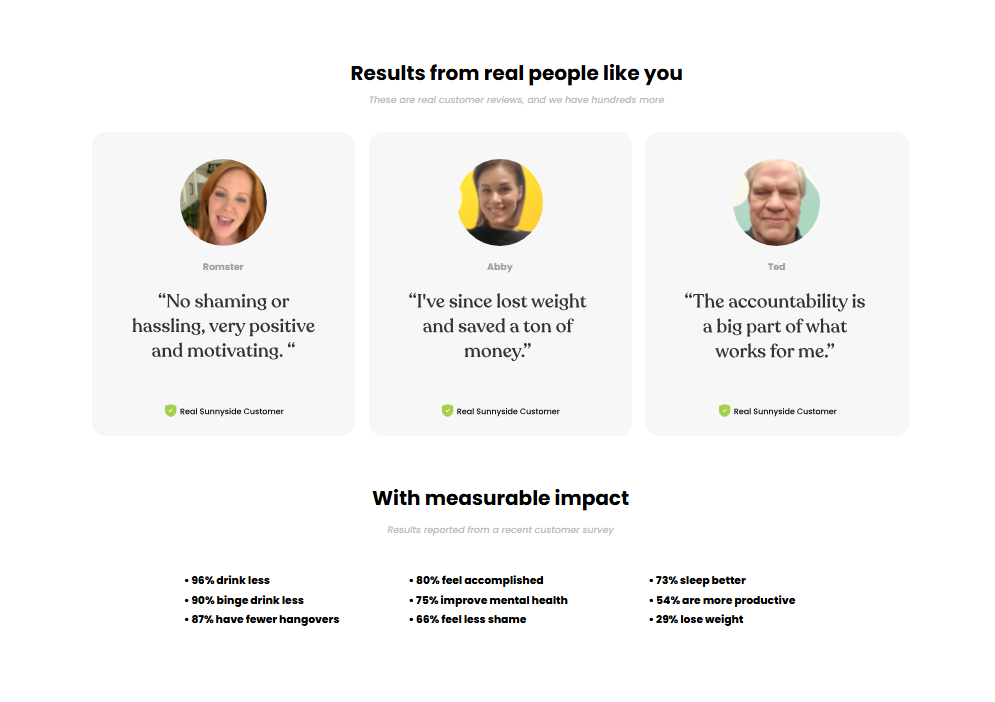 Results from real people like you
These are real customer reviews, and we have hundreds more
Romster
“No shaming or
hassling, very positive
and motivating. “
Real Sunnyside Customer
Abby
“I've since lost weight
and saved a ton of
money.”
Real Sunnyside Customer
Ted
“The accountability is
a big part of what
works for me.”
Real Sunnyside Customer
With measurable impact
Results reported from a recent customer survey
• 96% drink less
• 90% binge drink less
• 87% have fewer hangovers
• 80% feel accomplished
• 75% improve mental health
• 66% feel less shame
• 73% sleep better
• 54% are more productive
• 29% lose weight